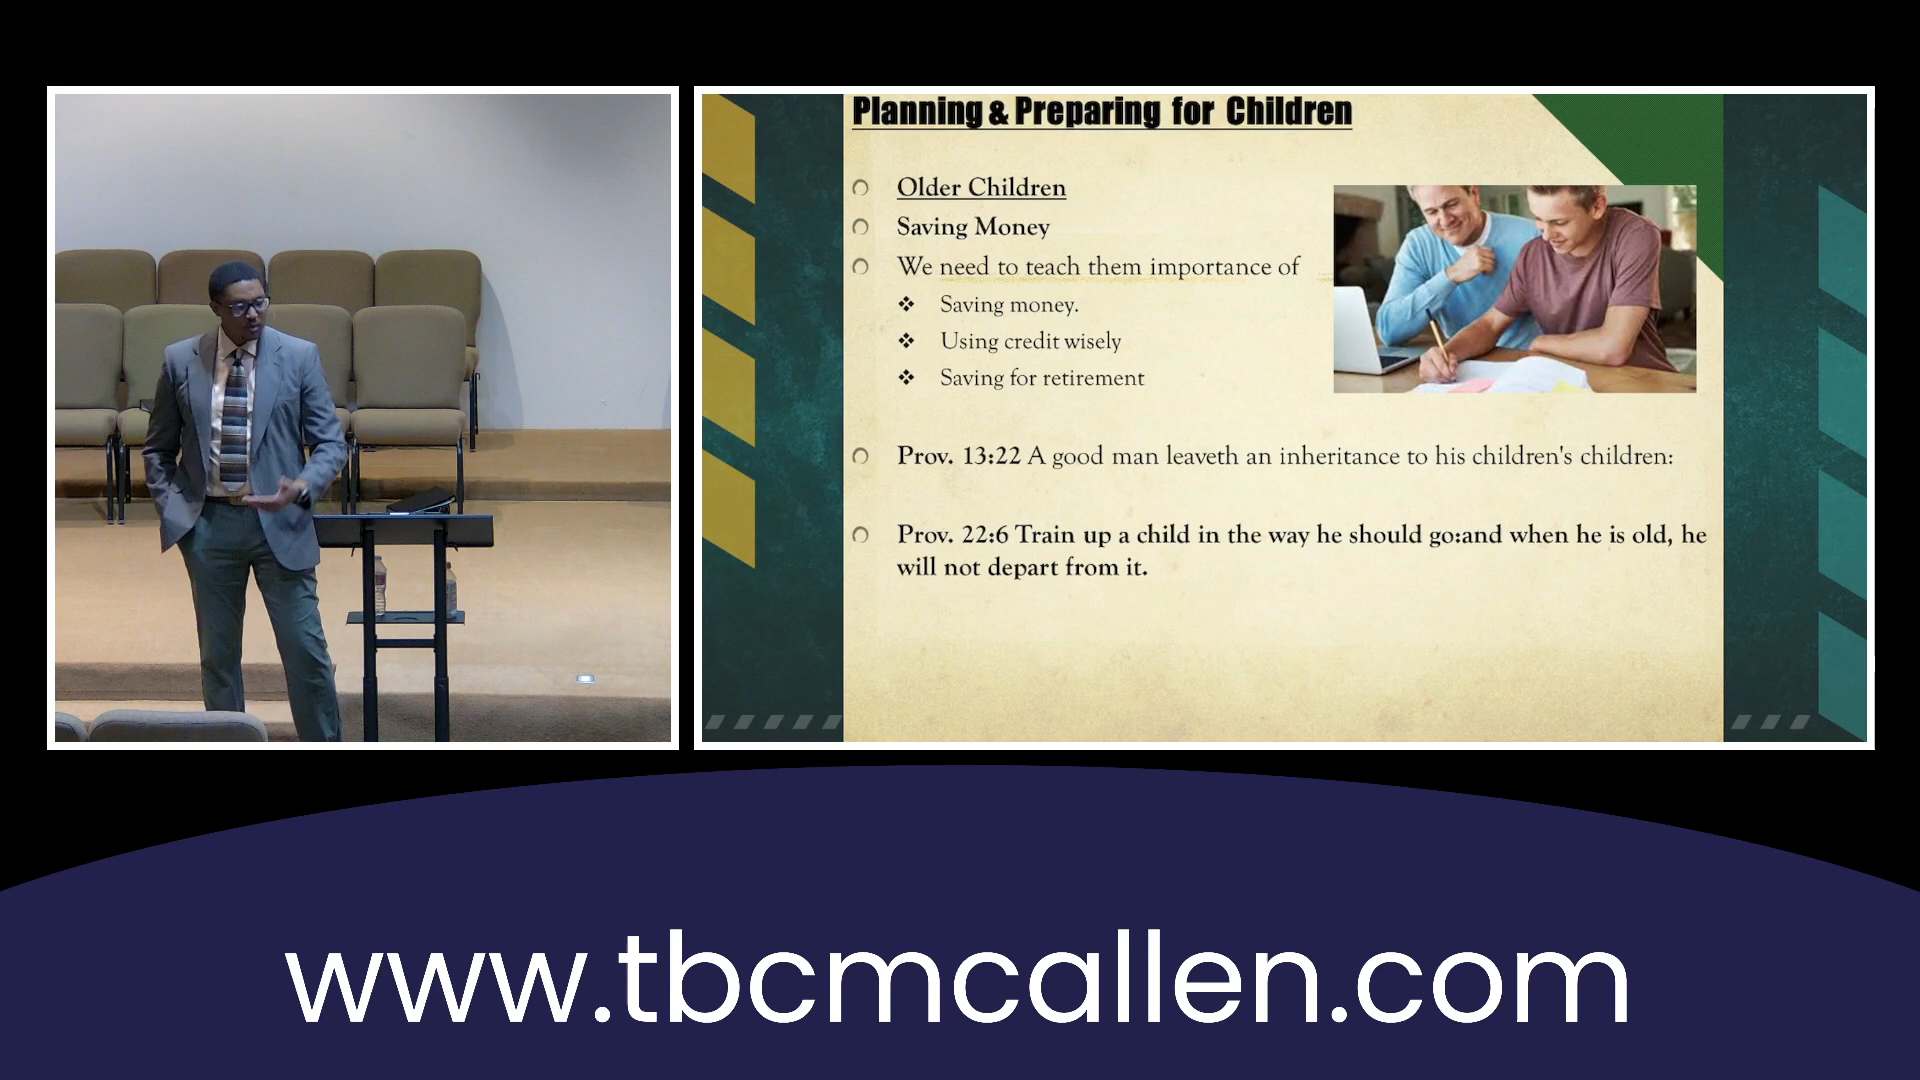 Planning & Preparing for Children
Older Children
Saving Money
We need to teach them importance of
Saving money.
Using credit wisely
Saving for retirement
Prov. 13:22 A good man leaveth an inheritance to his children's children:
Prov. 22:6 Train up a child in the way he should go:and when he is old, he
will not depart from it.
www.tbcmcallen.com